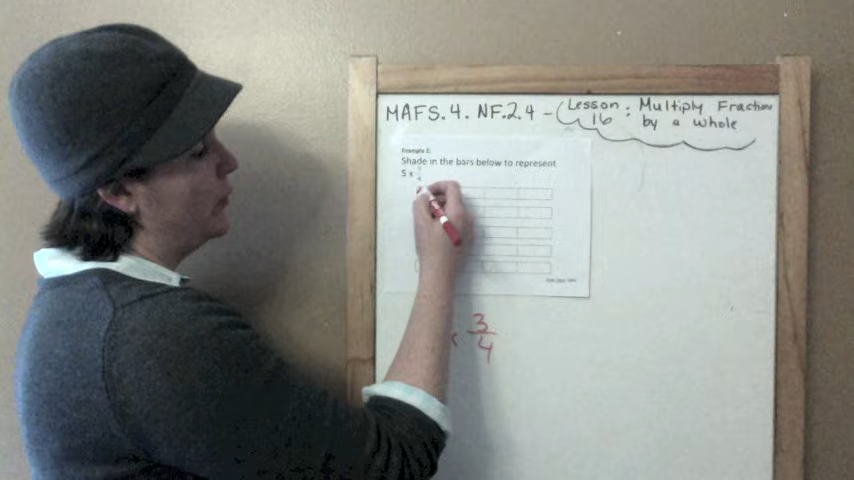 MAFS.4. NF.2.4 - Lesson : Multiply Fraction
16 by a whole
Example 2:
Shade in the bars below to represent
5 x
x 3/4